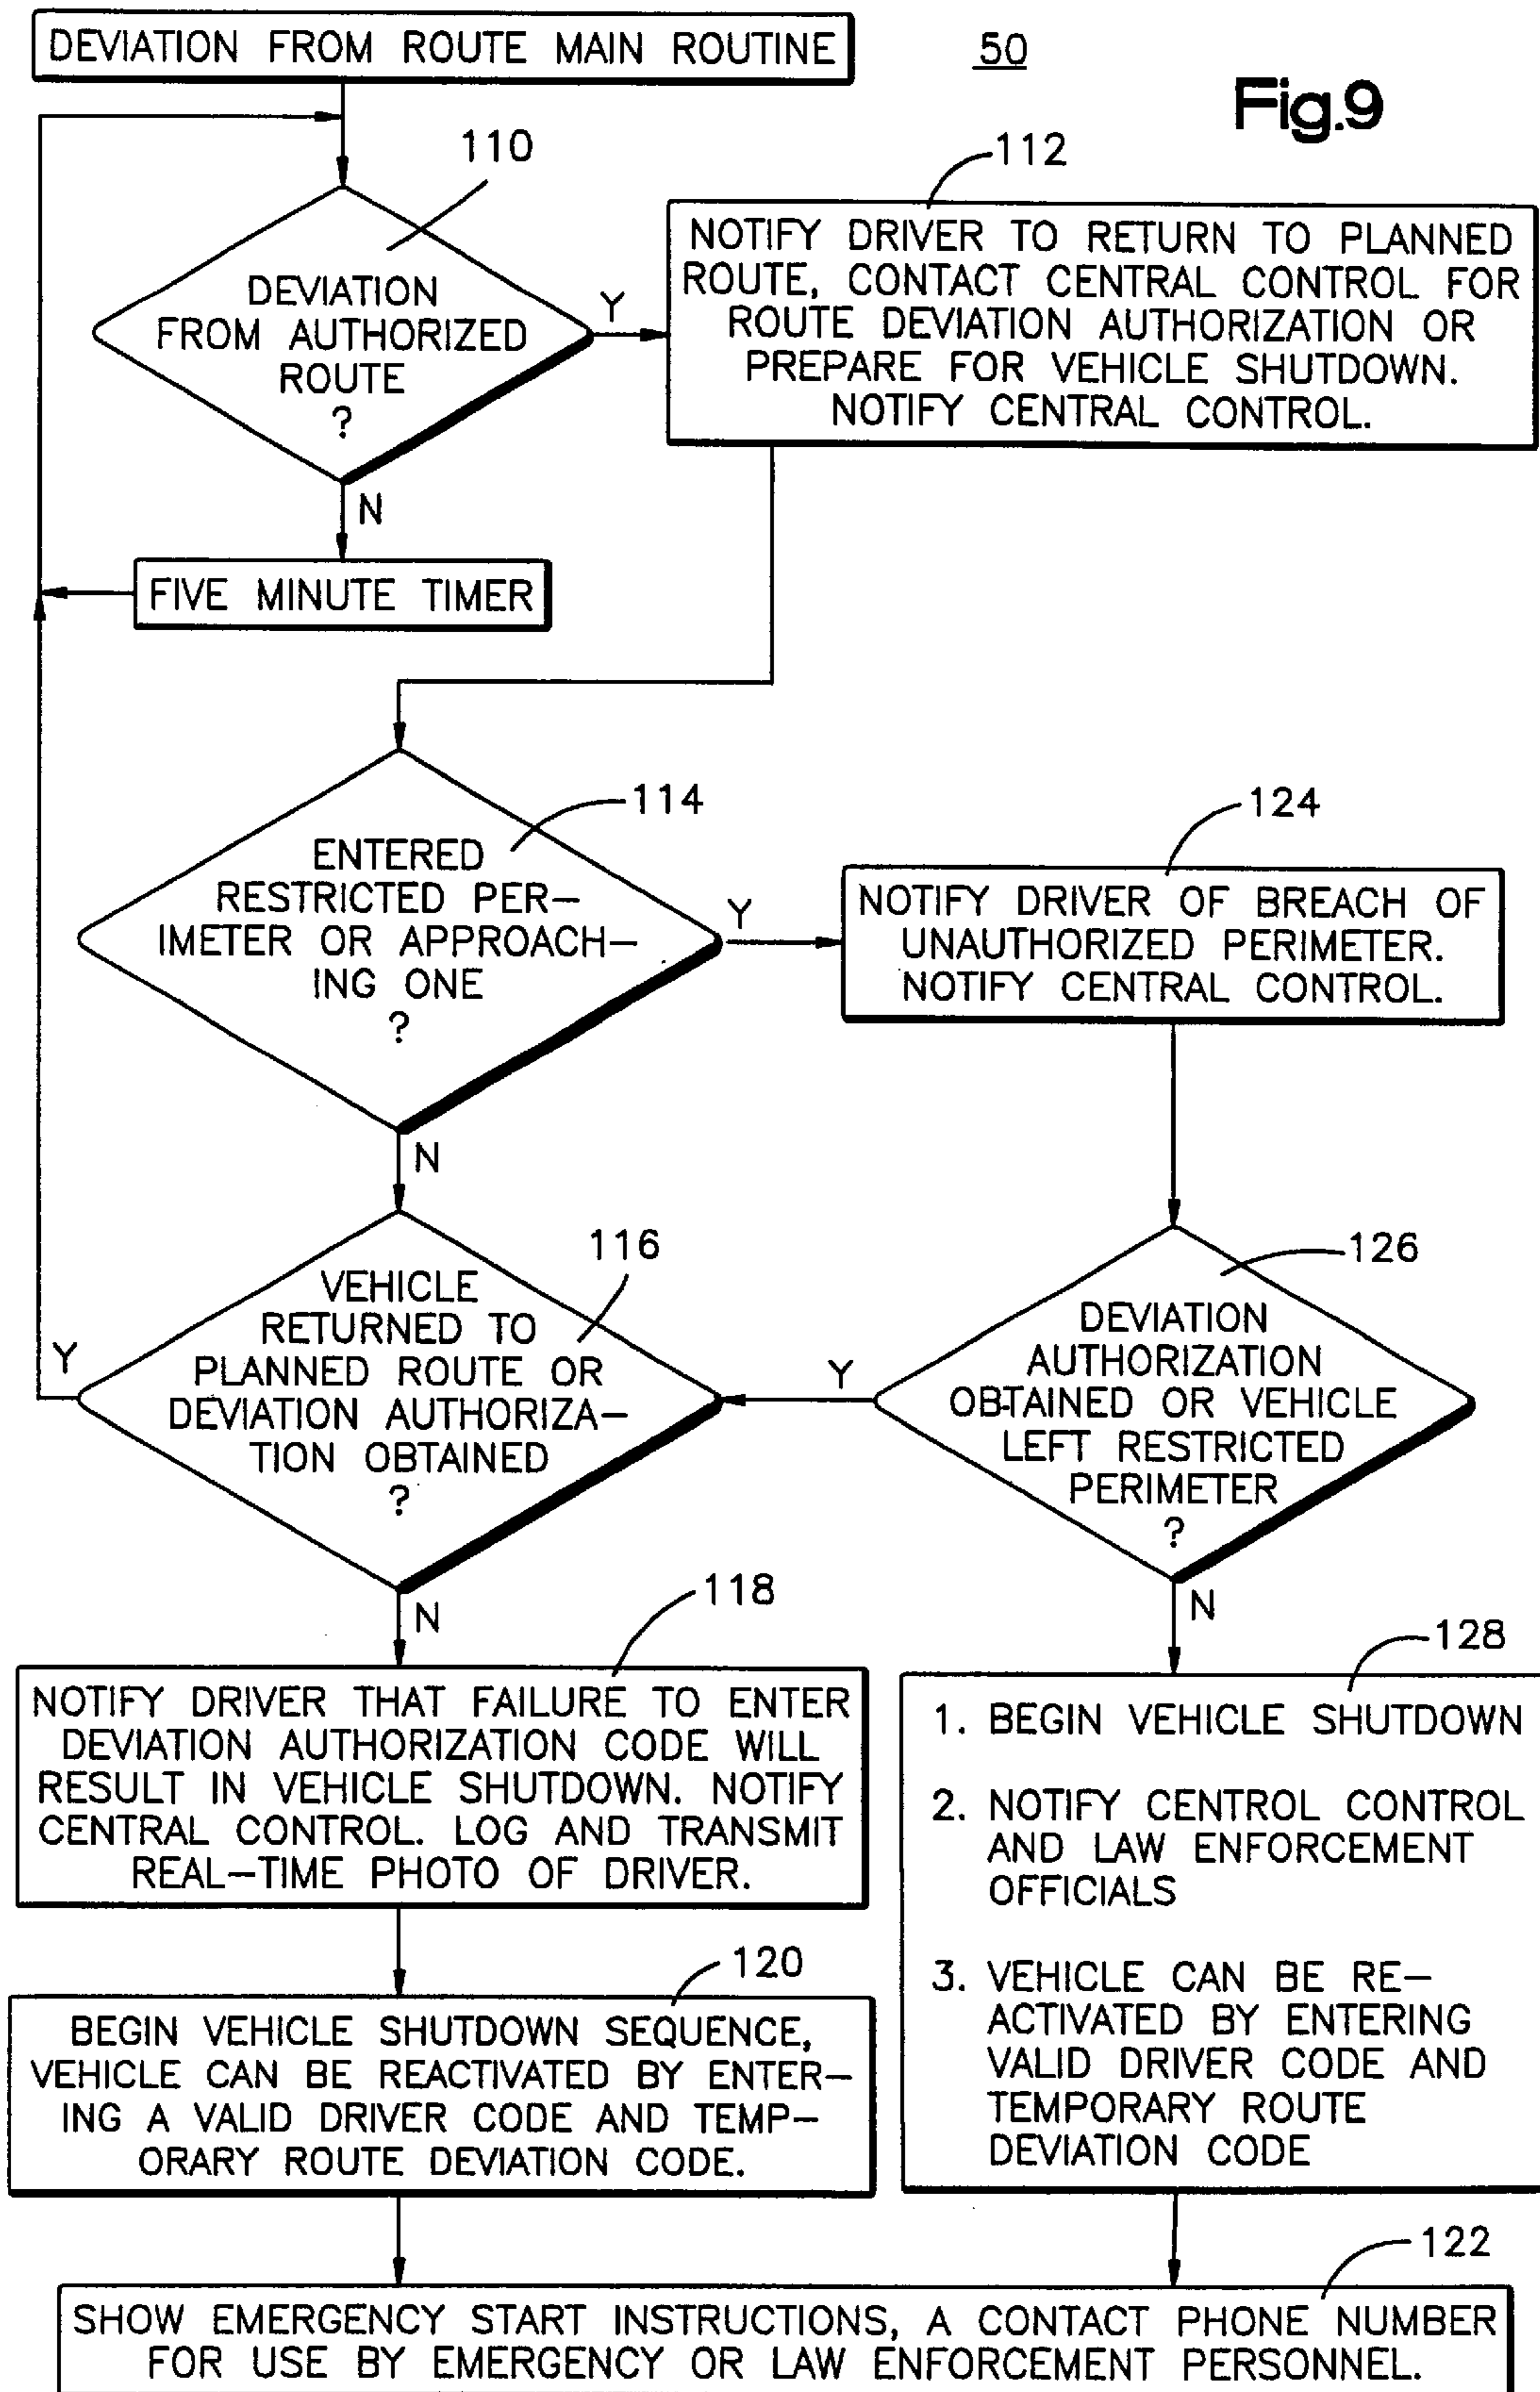 DEVIATION FROM ROUTE MAIN ROUTINE
50
Fig.9
110
DEVIATION
FROM AUTHORIZED
ROUTE
?
Y
N
112
NOTIFY DRIVER TO RETURN TO PLANNED
ROUTE, CONTACT CENTRAL CONTROL FOR
ROUTE DEVIATION AUTHORIZATION OR
PREPARE FOR VEHICLE SHUTDOWN.
NOTIFY CENTRAL CONTROL.
FIVE MINUTE TIMER
114
ENTERED
RESTRICTED PER-
IMETER OR APPROACH-
ING ONE
?
Y
N
124
NOTIFY DRIVER OF BREACH OF
UNAUTHORIZED PERIMETER.
NOTIFY CENTRAL CONTROL.
116
VEHICLE
RETURNED TO
PLANNED ROUTE OR
DEVIATION AUTHORIZA-
TION OBTAINED
?
Y
N
126
DEVIATION
AUTHORIZATION
OBTAINED OR VEHICLE
LEFT RESTRICTED
PERIMETER
?
Y
N
118
NOTIFY DRIVER THAT FAILURE TO ENTER
DEVIATION AUTHORIZATION CODE WILL
RESULT IN VEHICLE SHUTDOWN. NOTIFY
CENTRAL CONTROL. LOG AND TRANSMIT
REAL-TIME PHOTO OF DRIVER.
128
1. BEGIN VEHICLE SHUTDOWN
2. NOTIFY CENTROL CONTROL
AND LAW ENFORCEMENT
OFFICIALS
3. VEHICLE CAN BE RE-
ACTIVATED BY ENTERING
VALID DRIVER CODE AND
TEMPORARY ROUTE
DEVIATION CODE
120
BEGIN VEHICLE SHUTDOWN SEQUENCE,
VEHICLE CAN BE REACTIVATED BY ENTER-
ING A VALID DRIVER CODE AND TEMP-
ORARY ROUTE DEVIATION CODE.
122
SHOW EMERGENCY START INSTRUCTIONS, A CONTACT PHONE NUMBER
FOR USE BY EMERGENCY OR LAW ENFORCEMENT PERSONNEL.